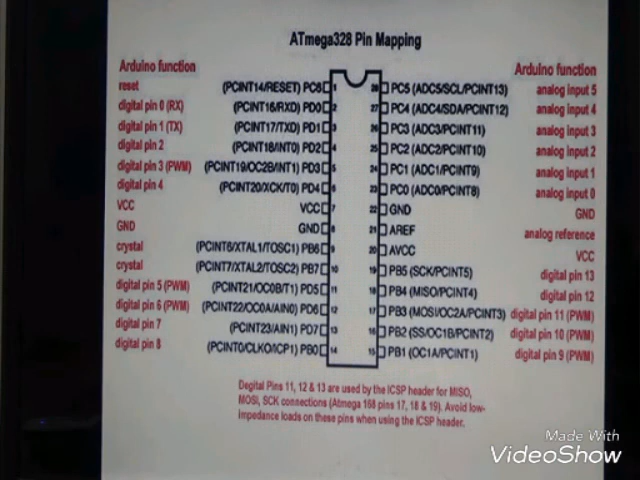 ATmega328 Pin Mapping
Arduino function Arduino function
reset (PCINT14/RESET) PC6 1 28 PC5 (ADC5/SCL/PCINT13) analog input 5
digital pin 0 (RX) (PCINT16/RXD) PD0 2 27 PC4 (ADC4/SDA/PCINT12) analog input 4
digital pin 1 (TX) (PCINT17/TXD) PD1 3 26 PC3 (ADC3/PCINT11) analog input 3
digital pin 2 (PCINT18/INT0) PD2 4 25 PC2 (ADC2/PCINT10) analog input 2
digital pin 3 (PWM) (PCINT19/OC2B/INT1) PD3 5 24 PC1 (ADC1/PCINT9) analog input 1
digital pin 4 (PCINT20/XCK/T0) PD4 6 23 PC0 (ADC0/PCINT8) analog input 0
VCC VCC 7 22 GND GND
GND GND 8 21 AREF analog reference
crystal (PCINT6/XTAL1/TOSC1) PB6 9 20 AVCC VCC
crystal (PCINT7/XTAL2/TOSC2) PB7 10 19 PB5 (SCK/PCINT5) digital pin 13
digital pin 5 (PWM) (PCINT21/OC0B/T1) PD5 11 18 PB4 (MISO/PCINT4) digital pin 12
digital pin 6 (PWM) (PCINT22/OC0A/AIN0) PD6 12 17 PB3 (MOSI/OC2A/PCINT3) digital pin 11 (PWM)
digital pin 7 (PCINT23/AIN1) PD7 13 16 PB2 (SS/OC1B/PCINT2) digital pin 10 (PWM)
digital pin 8 (PCINT0/CLKO/ICP1) PB0 14 15 PB1 (OC1A/PCINT1) digital pin 9 (PWM)
Degital Pins 11, 12 & 13 are used by the ICSP header for MISO,
MOSI, SCK connections (Atmega 168 pins 17, 18 & 19). Avoid low-
impedance loads on these pins when using the ICSP header.
Made With
VideoShow